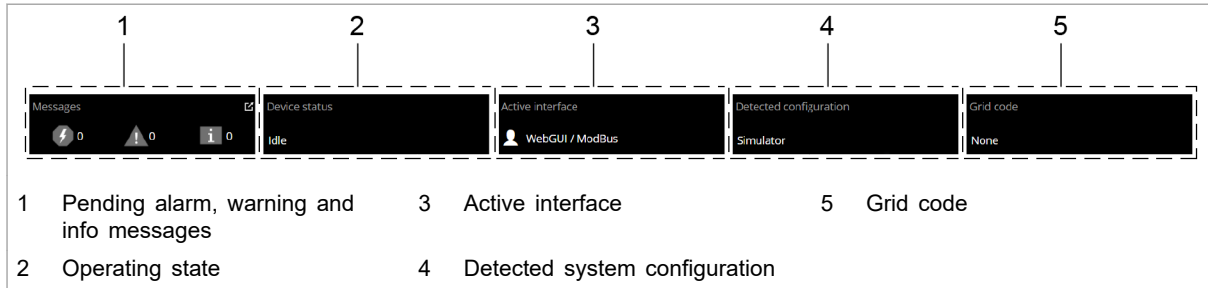 1 2 3 4 5
Messages Device status Active interface Detected configuration Grid code
0 0 0 Idle WebGUI / ModBus Simulator None
1 Pending alarm, warning and info messages
2 Operating state
3 Active interface
4 Detected system configuration
5 Grid code